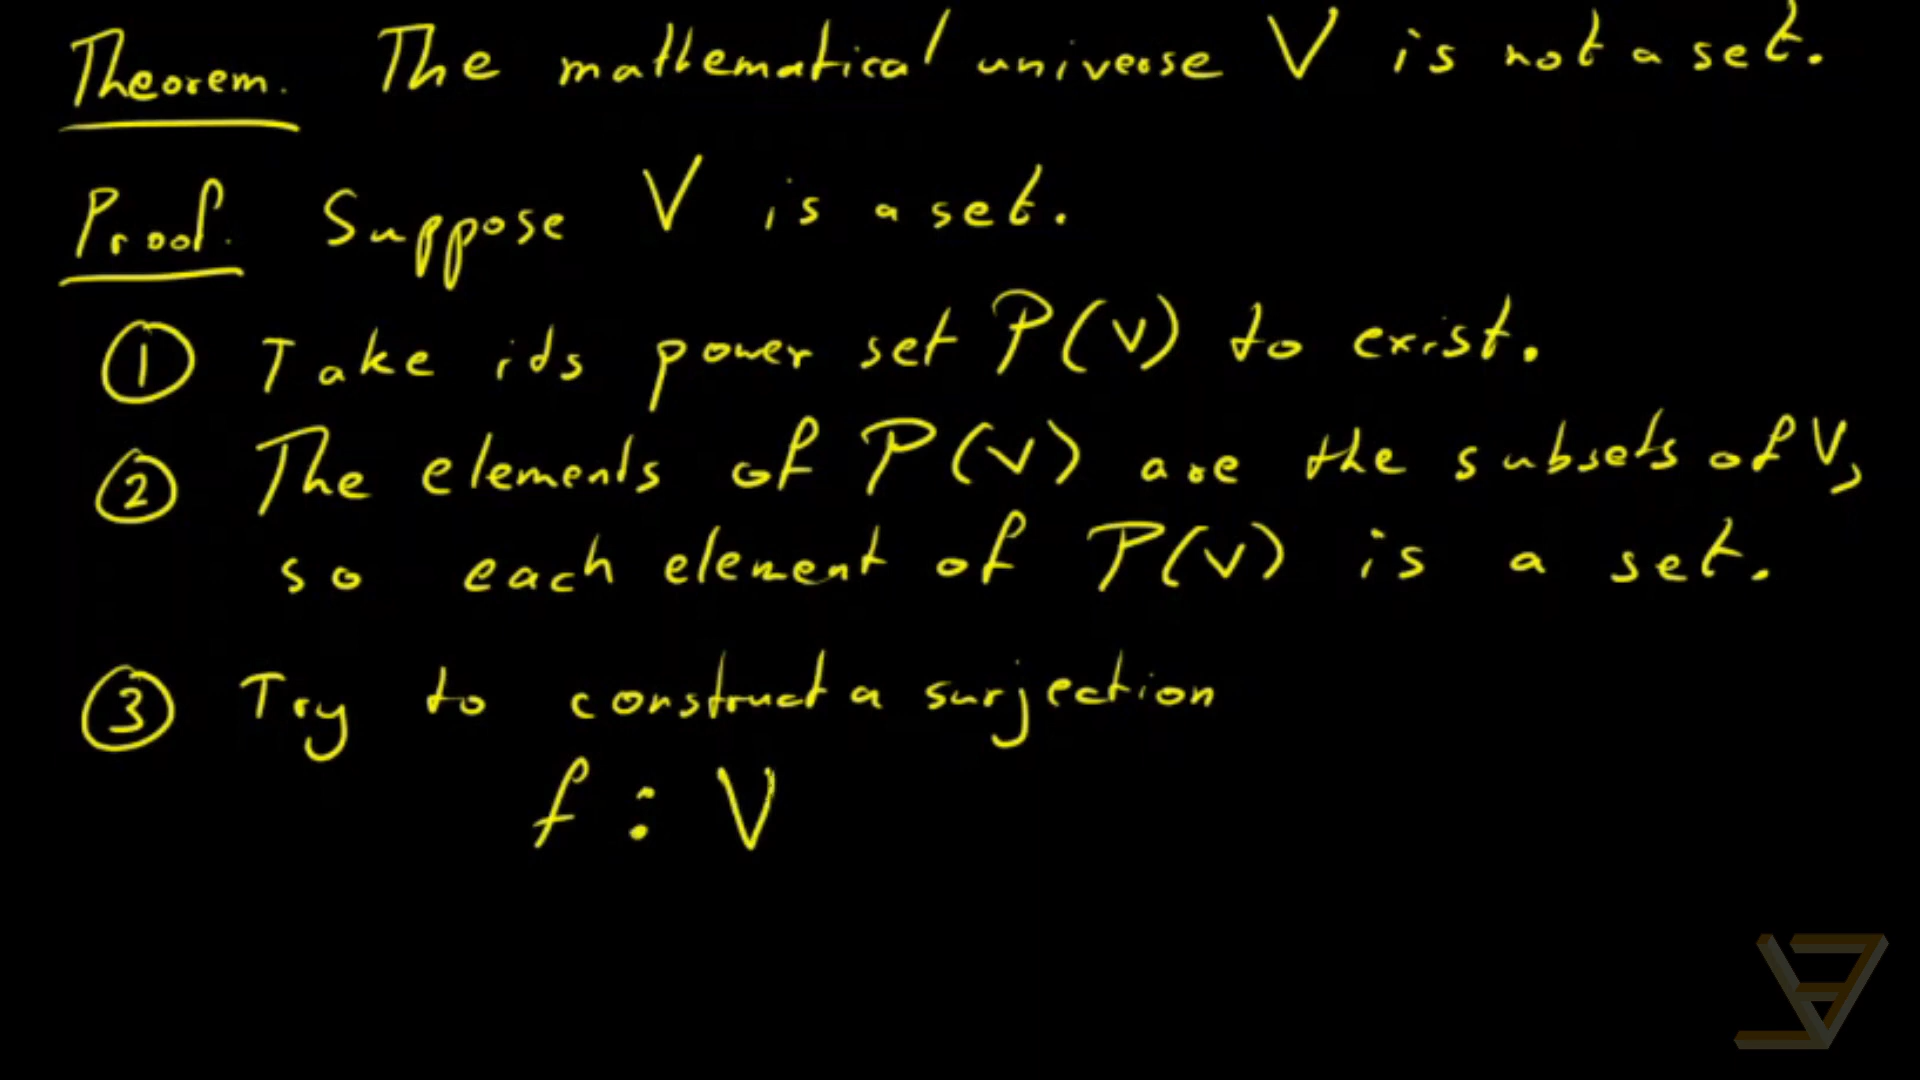 Theorem. The mathematical universe V is not a set.
Proof. Suppose V is a set.
① Take its power set P(V) to exist.
② The elements of P(V) are the subsets of V,
so each element of P(V) is a set.
③ Try to construct a surjection
f : V